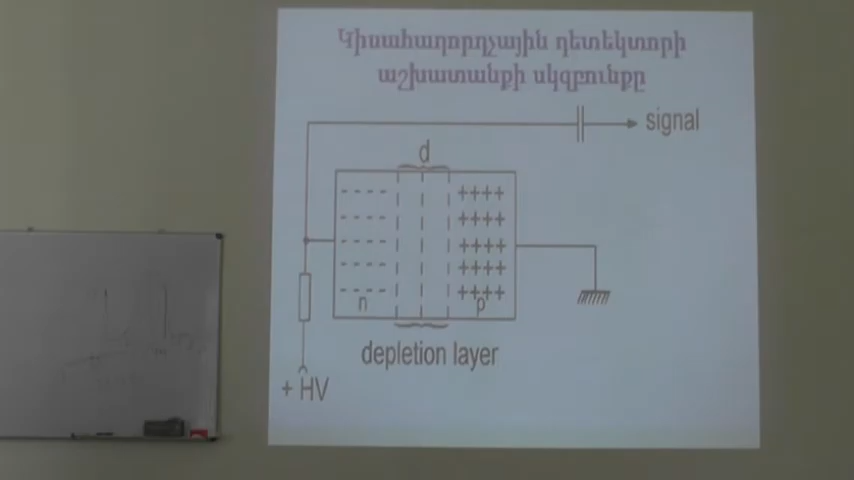 Կիսահաղորդչային դետեկտորի
աշխատանքի սկզբունքը
signal
d
- - - - ++++
- - - - ++++
- - - - ++++
- - - - ++++
- - - - ++++
n p
depletion layer
+ HV